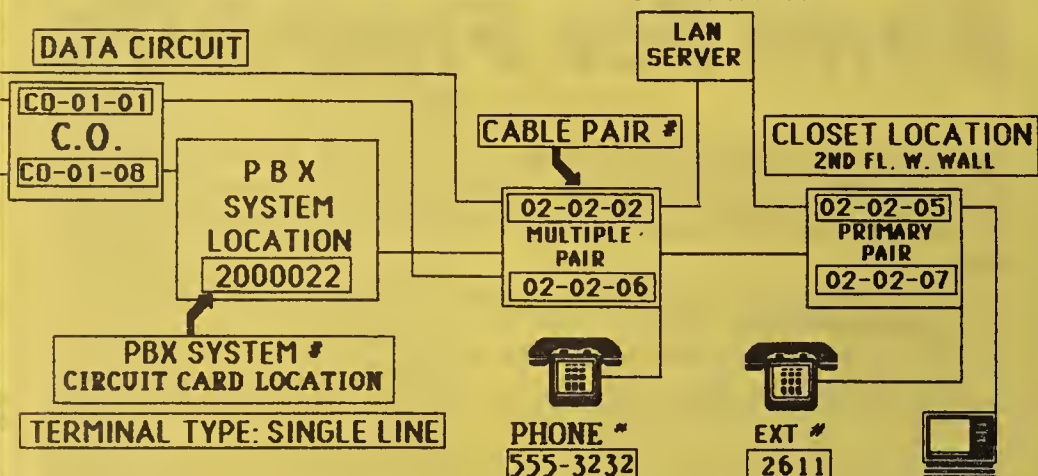 DATA CIRCUIT
LAN
SERVER
CO-01-01
C.O.
CO-01-08
PBX
SYSTEM
LOCATION
2000022
CABLE PAIR #
02-02-02
MULTIPLE
PAIR
02-02-06
CLOSET LOCATION
2ND FL. W. WALL
02-02-05
PRIMARY
PAIR
02-02-07
PBX SYSTEM #
CIRCUIT CARD LOCATION
TERMINAL TYPE: SINGLE LINE
PHONE #
555-3232
EXT #
2611